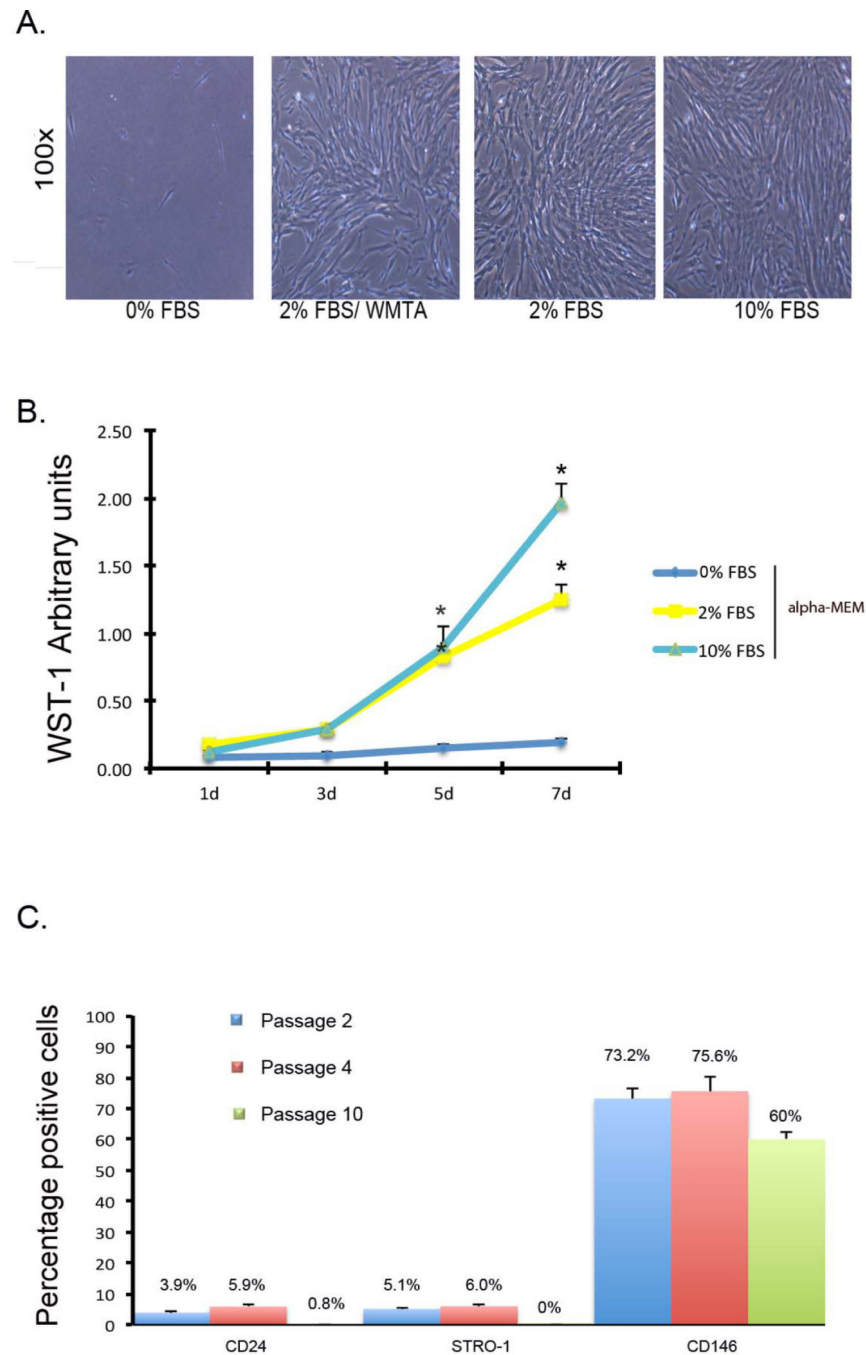 A.
100x
0% FBS
2% FBS/ WMTA
2% FBS
10% FBS
B.
WST-1 Arbitrary units
2.50
2.00
1.50
1.00
0.50
0.00
1d
3d
5d
7d
*
*
*
*
0% FBS
2% FBS
10% FBS
alpha-MEM
C.
Percentage positive cells
100
90
80
70
60
50
40
30
20
10
0
Passage 2
Passage 4
Passage 10
3.9%
5.9%
0.8%
5.1%
6.0%
0%
73.2%
75.6%
60%
CD24
STRO-1
CD146